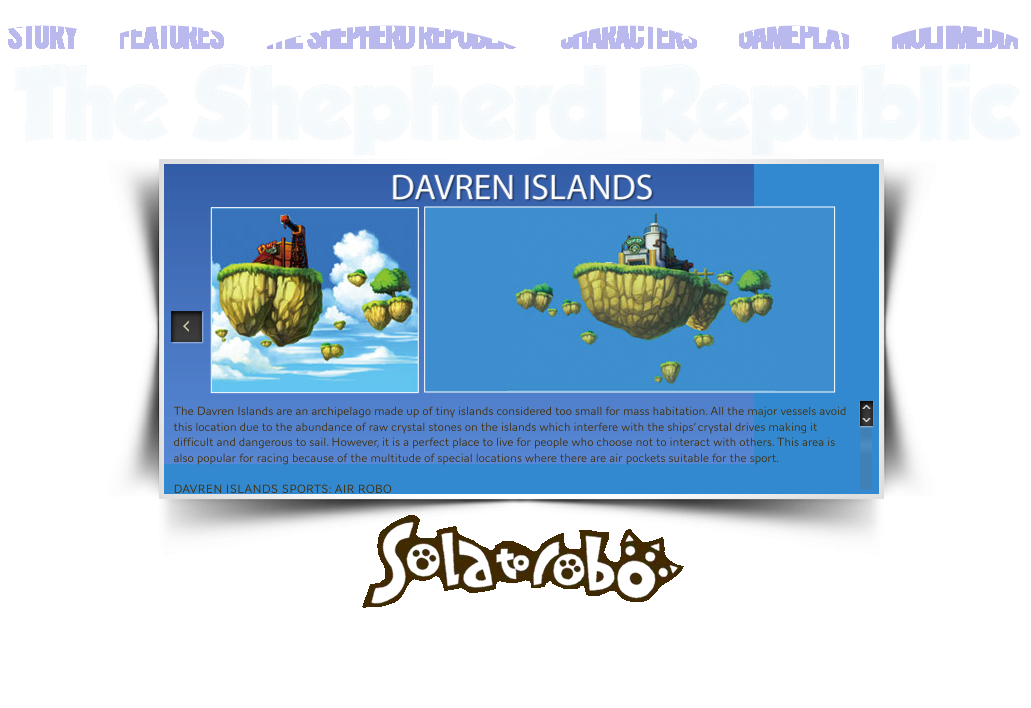 STORY FEATURES THE SHEPHERD REPUBLIC CHARACTERS GAMEPLAY MULTIMEDIA
The Shepherd Republic
DAVREN ISLANDS
The Davren Islands are an archipelago made up of tiny islands considered too small for mass habitation. All the major vessels avoid
this location due to the abundance of raw crystal stones on the islands which interfere with the ships' crystal drives making it
difficult and dangerous to sail. However, it is a perfect place to live for people who choose not to interact with others. This area is
also popular for racing because of the multitude of special locations where there are air pockets suitable for the sport.
DAVREN ISLANDS SPORTS: AIR ROBO
Solatorobo